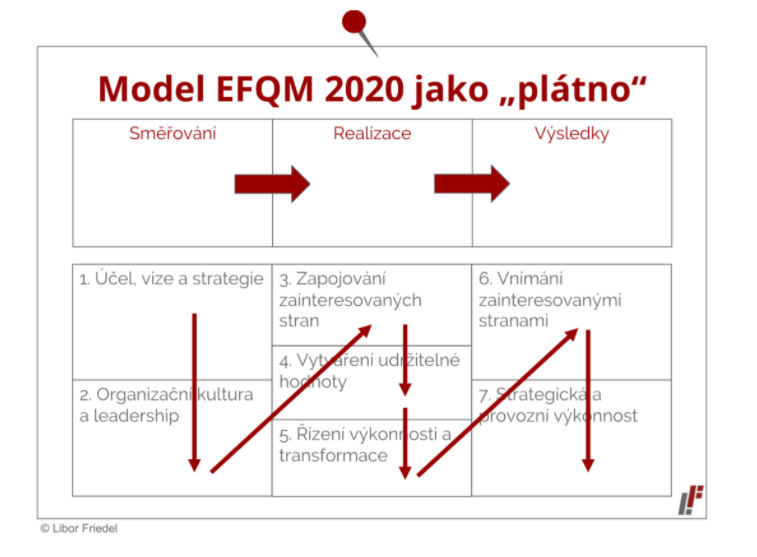 Model EFQM 2020 jako „plátno“
Směřování
Realizace
Výsledky
1. Účel, vize a strategie
2. Organizační kultura
a leadership
3. Zapojování
zainteresovaných
stran
4. Vytváření udržitelné
hodnoty
5. Řízení výkonnosti a
transformace
6. Vnímání
zainteresovanými
stranami
7. Strategická a
provozní výkonnost
© Libor Friedel